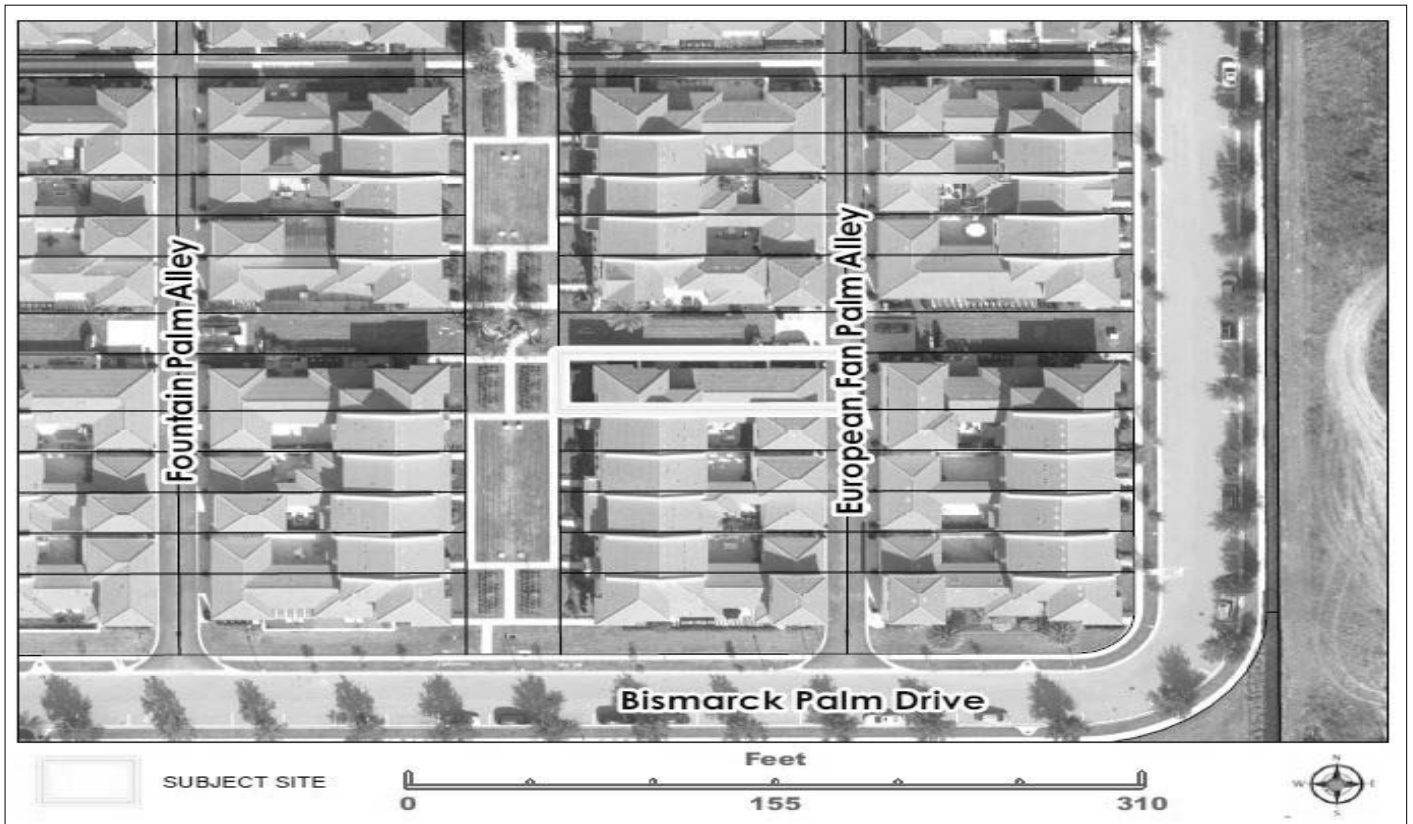 Fountain Palm Alley
European Fan Palm Alley
Bismarck Palm Drive
SUBJECT SITE
Feet
0 155 310
N
W E
S